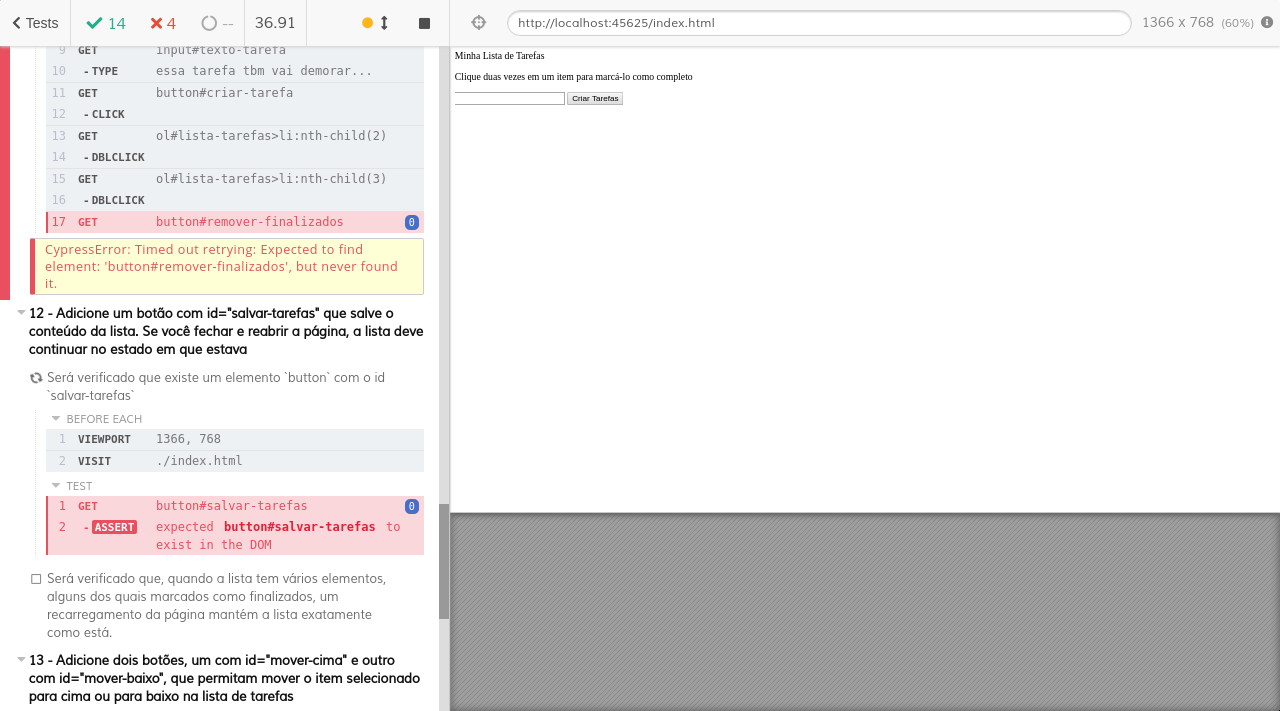 Tests 14 4 -- 36.91
9 GET input#texto-tarefa
10 -TYPE essa tarefa tbm vai demorar...
11 GET button#criar-tarefa
12 -CLICK
13 GET ol#lista-tarefas>li:nth-child(2)
14 -DBLCLICK
15 GET ol#lista-tarefas>li:nth-child(3)
16 -DBLCLICK
17 GET button#remover-finalizados 0
CypressError: Timed out retrying: Expected to find
element: 'button#remover-finalizados', but never found
it.
12 - Adicione um botão com id="salvar-tarefas" que salve o
conteúdo da lista. Se você fechar e reabrir a página, a lista deve
continuar no estado em que estava
Será verificado que existe um elemento `button` com o id
`salvar-tarefas`
BEFORE EACH
1 VIEWPORT 1366, 768
2 VISIT ./index.html
TEST
1 GET button#salvar-tarefas 0
2 -ASSERT expected button#salvar-tarefas to
exist in the DOM
Será verificado que, quando a lista tem vários elementos,
alguns dos quais marcados como finalizados, um
recarregamento da página mantém a lista exatamente
como está.
13 - Adicione dois botões, um com id="mover-cima" e outro
com id="mover-baixo", que permitam mover o item selecionado
para cima ou para baixo na lista de tarefas
http://localhost:45625/index.html 1366 x 768 (60%)
Minha Lista de Tarefas
Clique duas vezes em um item para marcá-lo como completo
Criar Tarefas